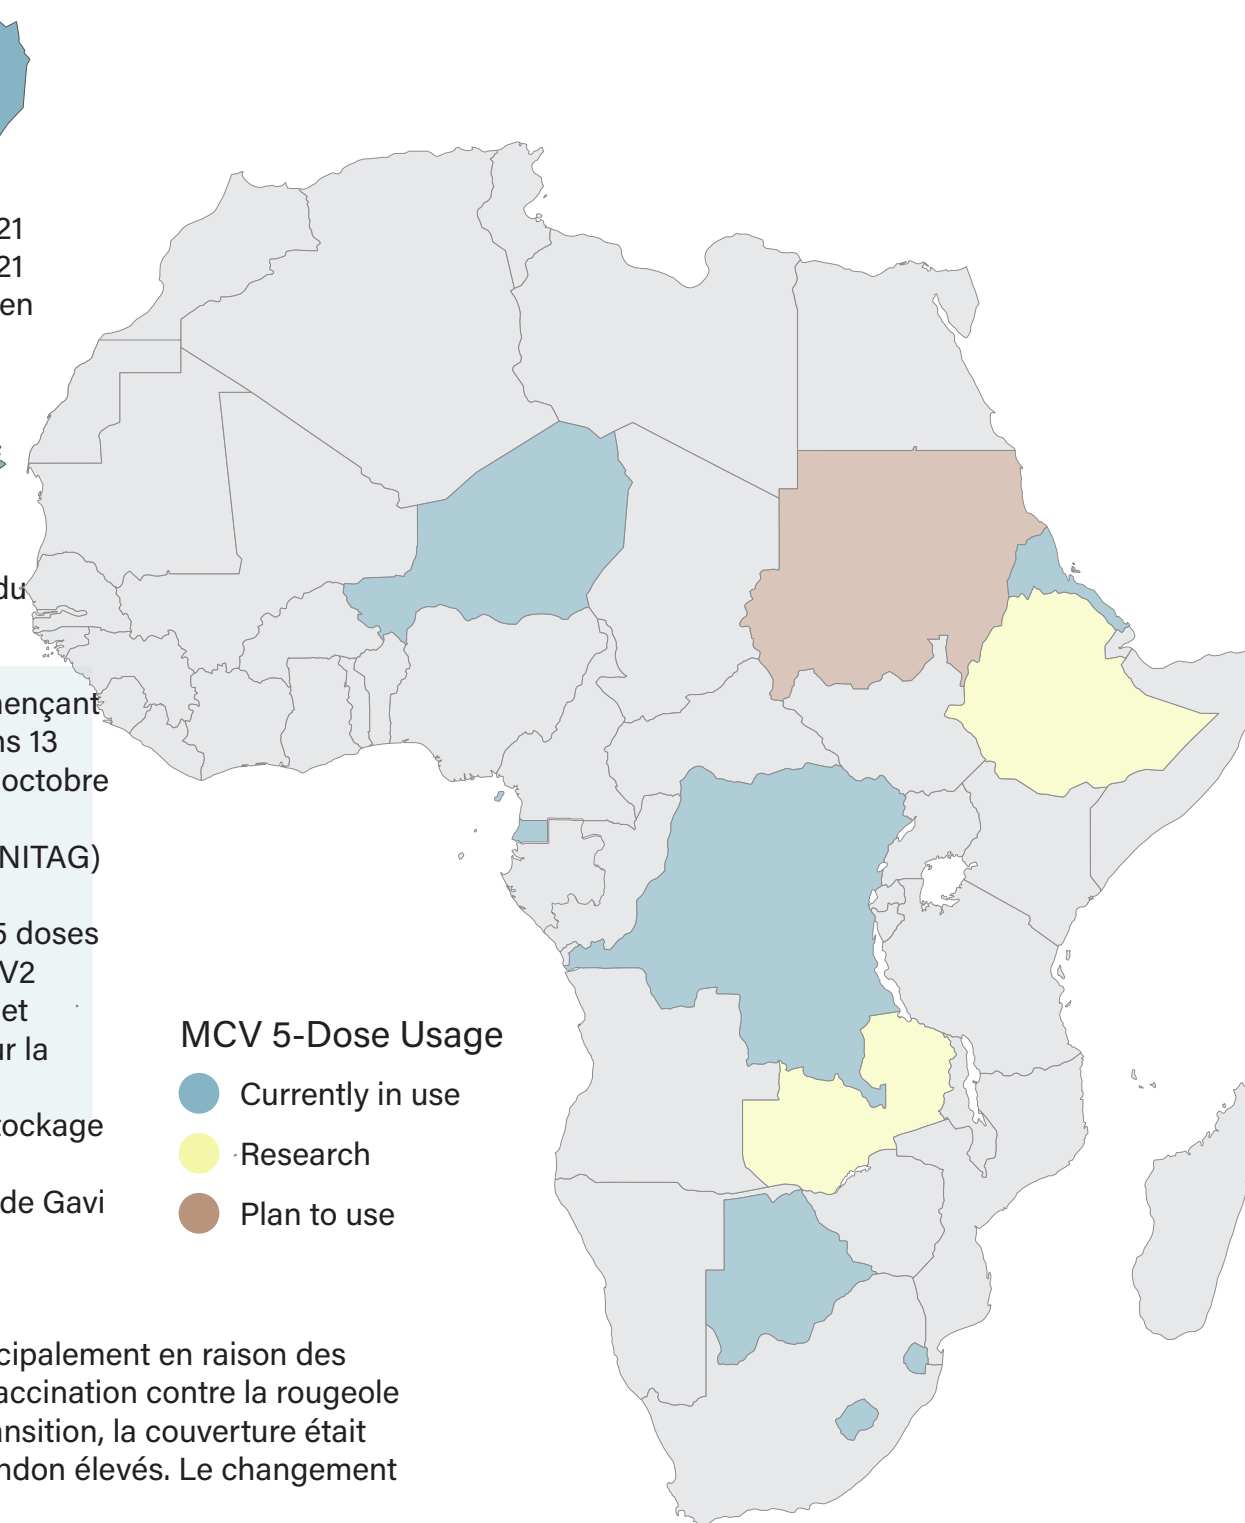 21
21
en
du
ençant
ns 13
octobre
NITAG)
5 doses
V2
et
ur la
tockage
de Gavi
MCV 5-Dose Usage
Currently in use
Research
Plan to use
cipalement en raison des
accination contre la rougeole
ansition, la couverture était
ndon élevés. Le changement